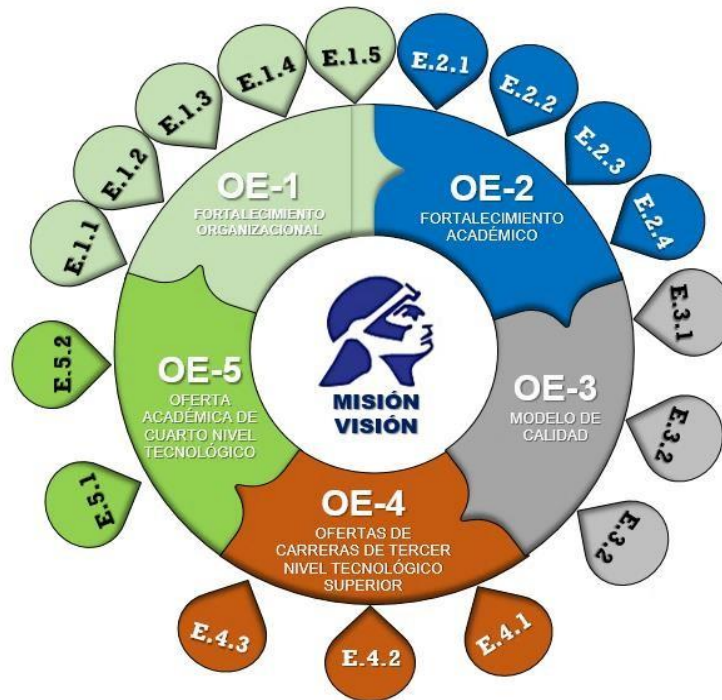 E.1.1
E.1.2
E.1.3
E.1.4
E.1.5
E.2.1
E.2.2
E.2.3
E.2.4
E.3.1
E.3.2
E.3.2
E.4.1
E.4.2
E.4.3
E.5.1
E.5.2
OE-1
FORTALECIMIENTO
ORGANIZACIONAL
OE-2
FORTALECIMIENTO
ACADÉMICO
OE-3
MODELO DE
CALIDAD
OE-4
OFERTAS DE
CARRERAS DE TERCER
NIVEL TECNOLÓGICO
SUPERIOR
OE-5
OFERTA
ACADÉMICA DE
CUARTO NIVEL
TECNOLÓGICO
MISIÓN
VISIÓN